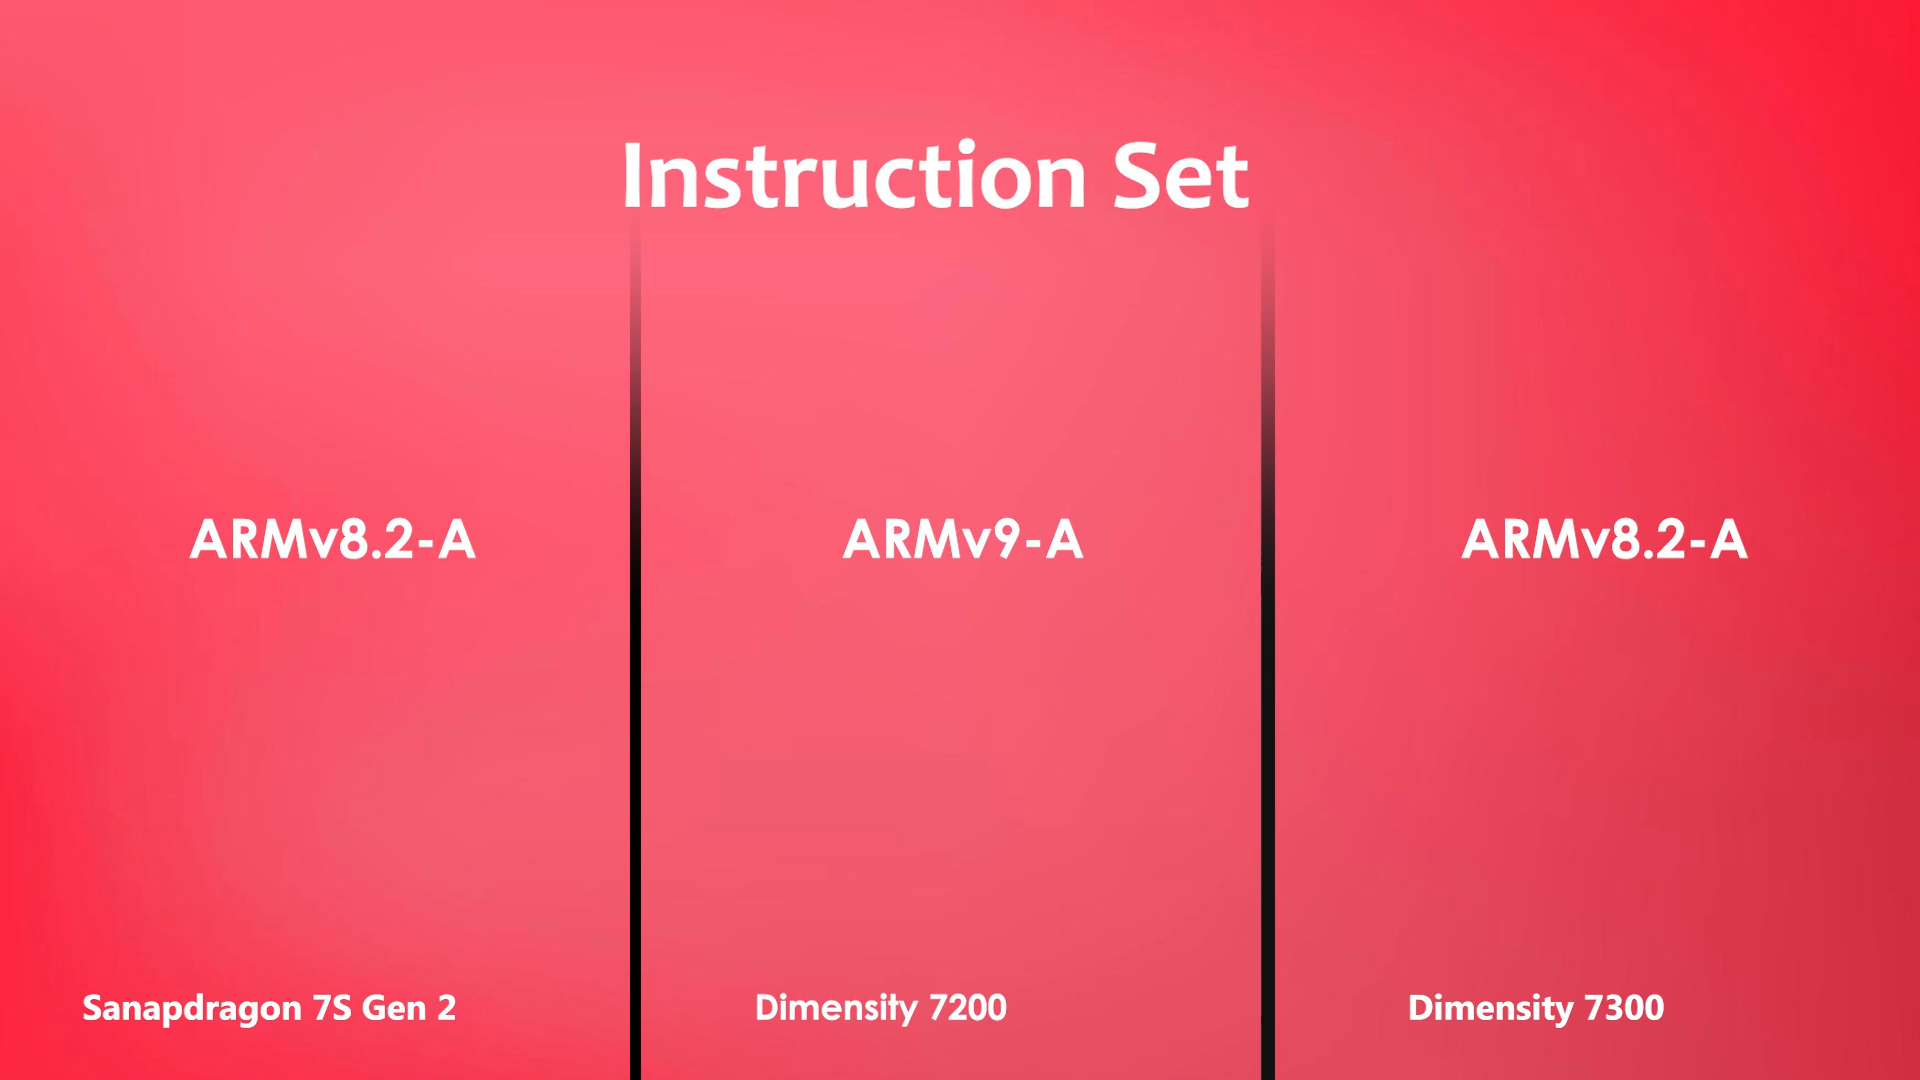 Instruction Set
ARMv8.2-A
ARMv9-A
ARMv8.2-A
Sanapdragon 7S Gen 2
Dimensity 7200
Dimensity 7300